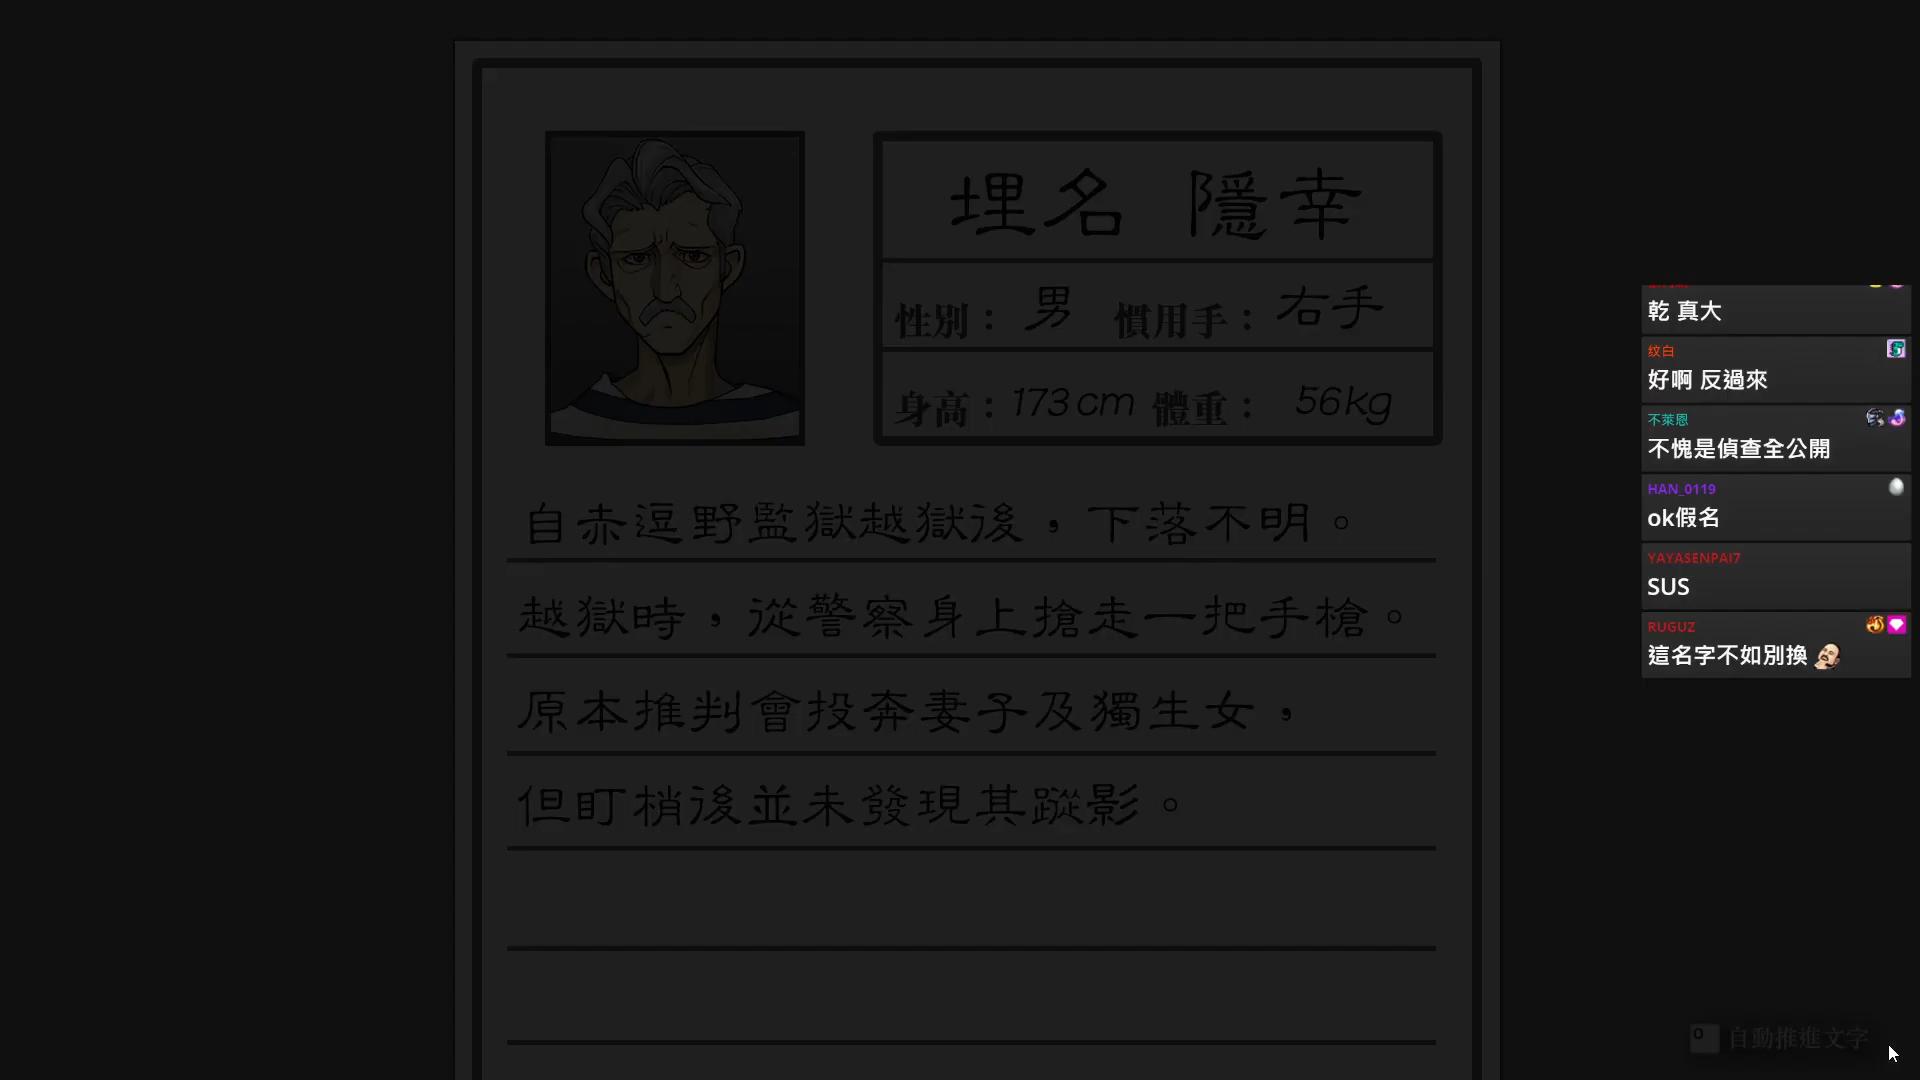 埋名 隱幸
性別： 男 慣用手： 右手
身高：173cm 體重： 56kg
自赤逗野監獄越獄後，下落不明。
越獄時，從警察身上搶走一把手槍。
原本推判會投奔妻子及獨生女，
但盯梢後並未發現其蹤影。
乾 真大
紋白
好啊 反過來
不萊恩
不愧是偵查全公開
HAN_0119
ok假名
YAYASENPAI7
SUS
RUGUZ
這名字不如別換
O 自動推進文字